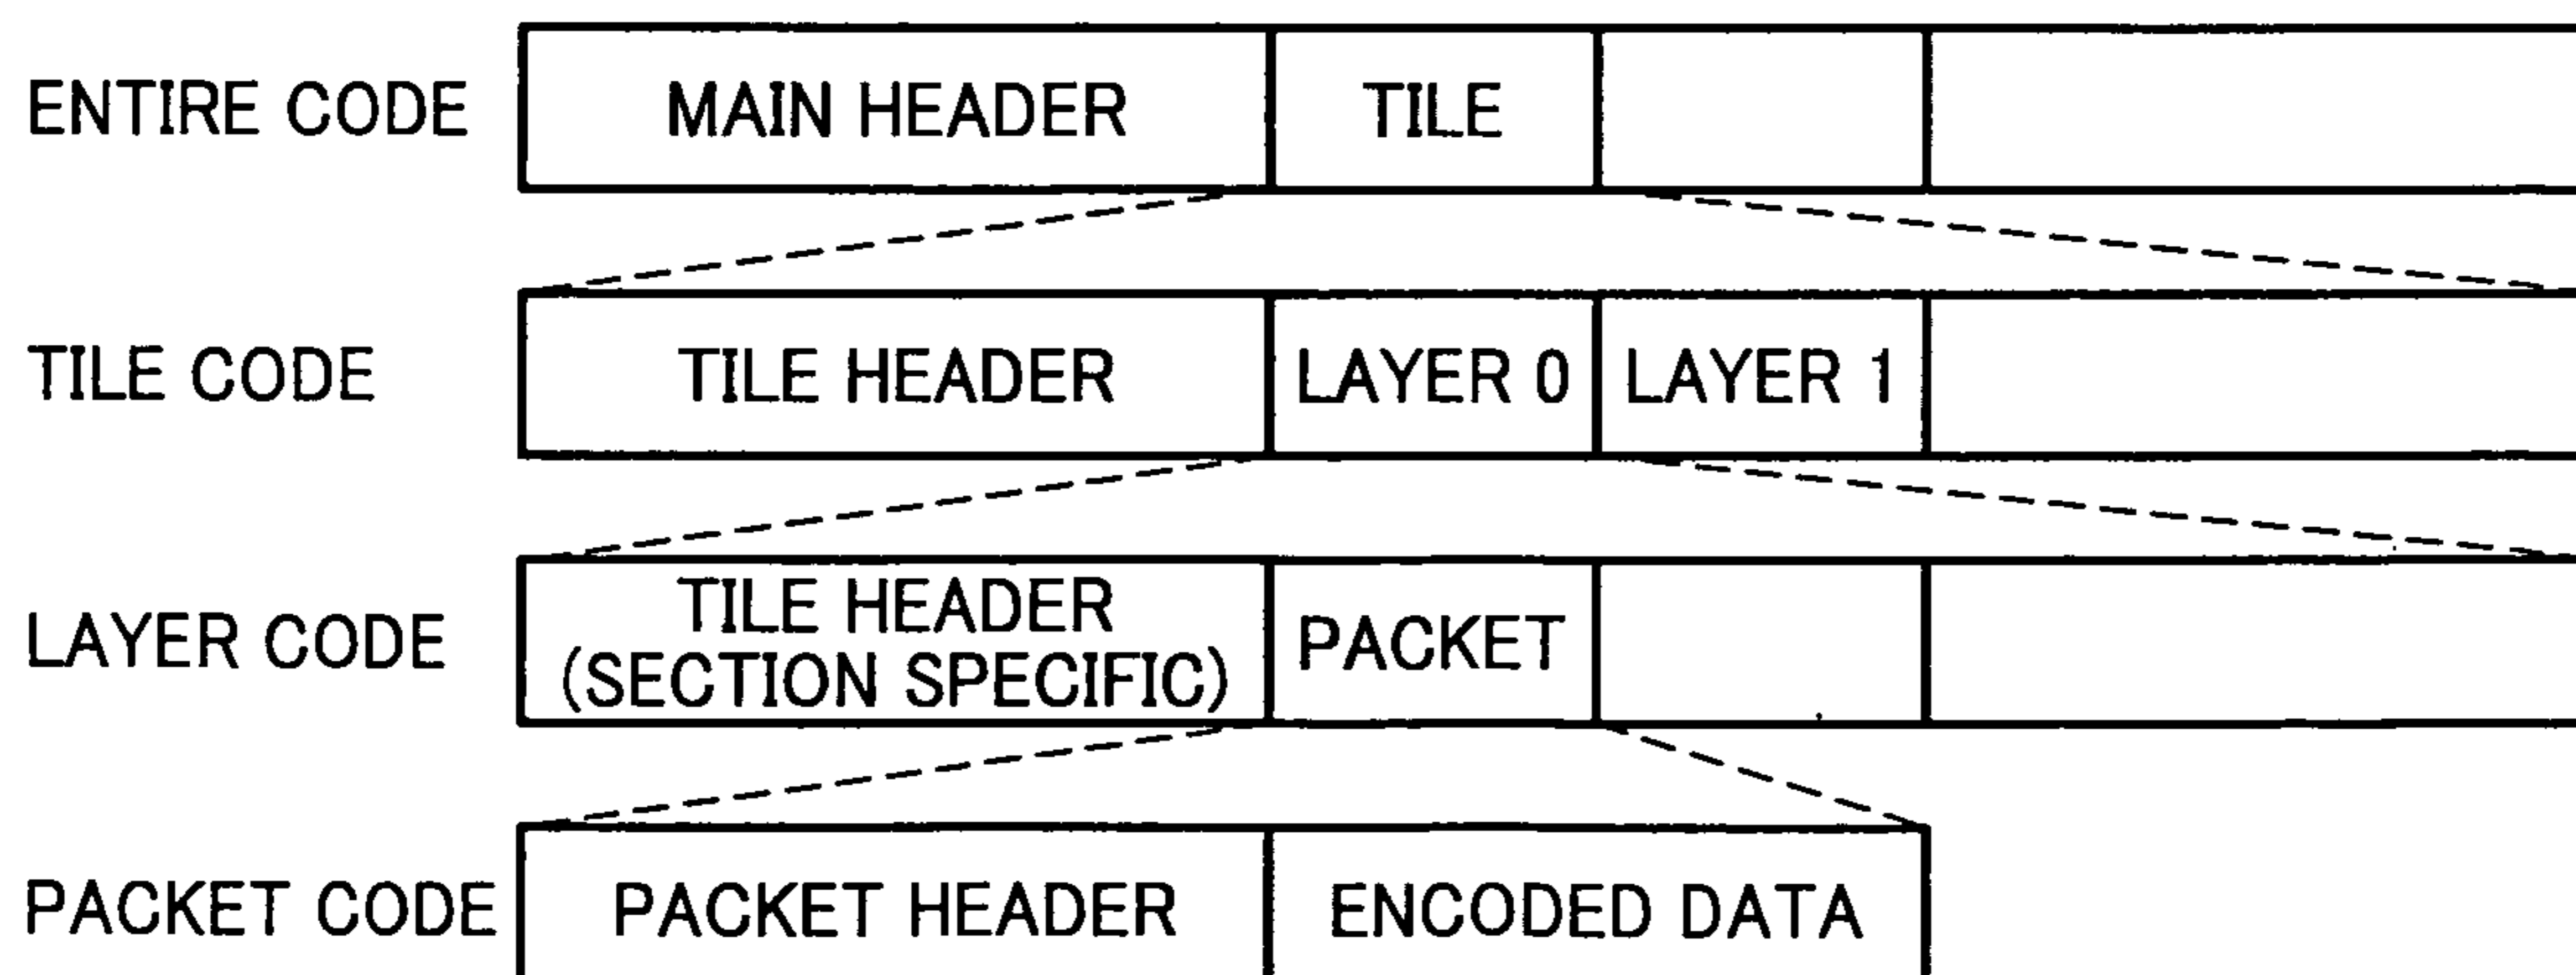 ENTIRE CODE MAIN HEADER TILE
TILE CODE TILE HEADER LAYER 0 LAYER 1
LAYER CODE TILE HEADER (SECTION SPECIFIC) PACKET
PACKET CODE PACKET HEADER ENCODED DATA